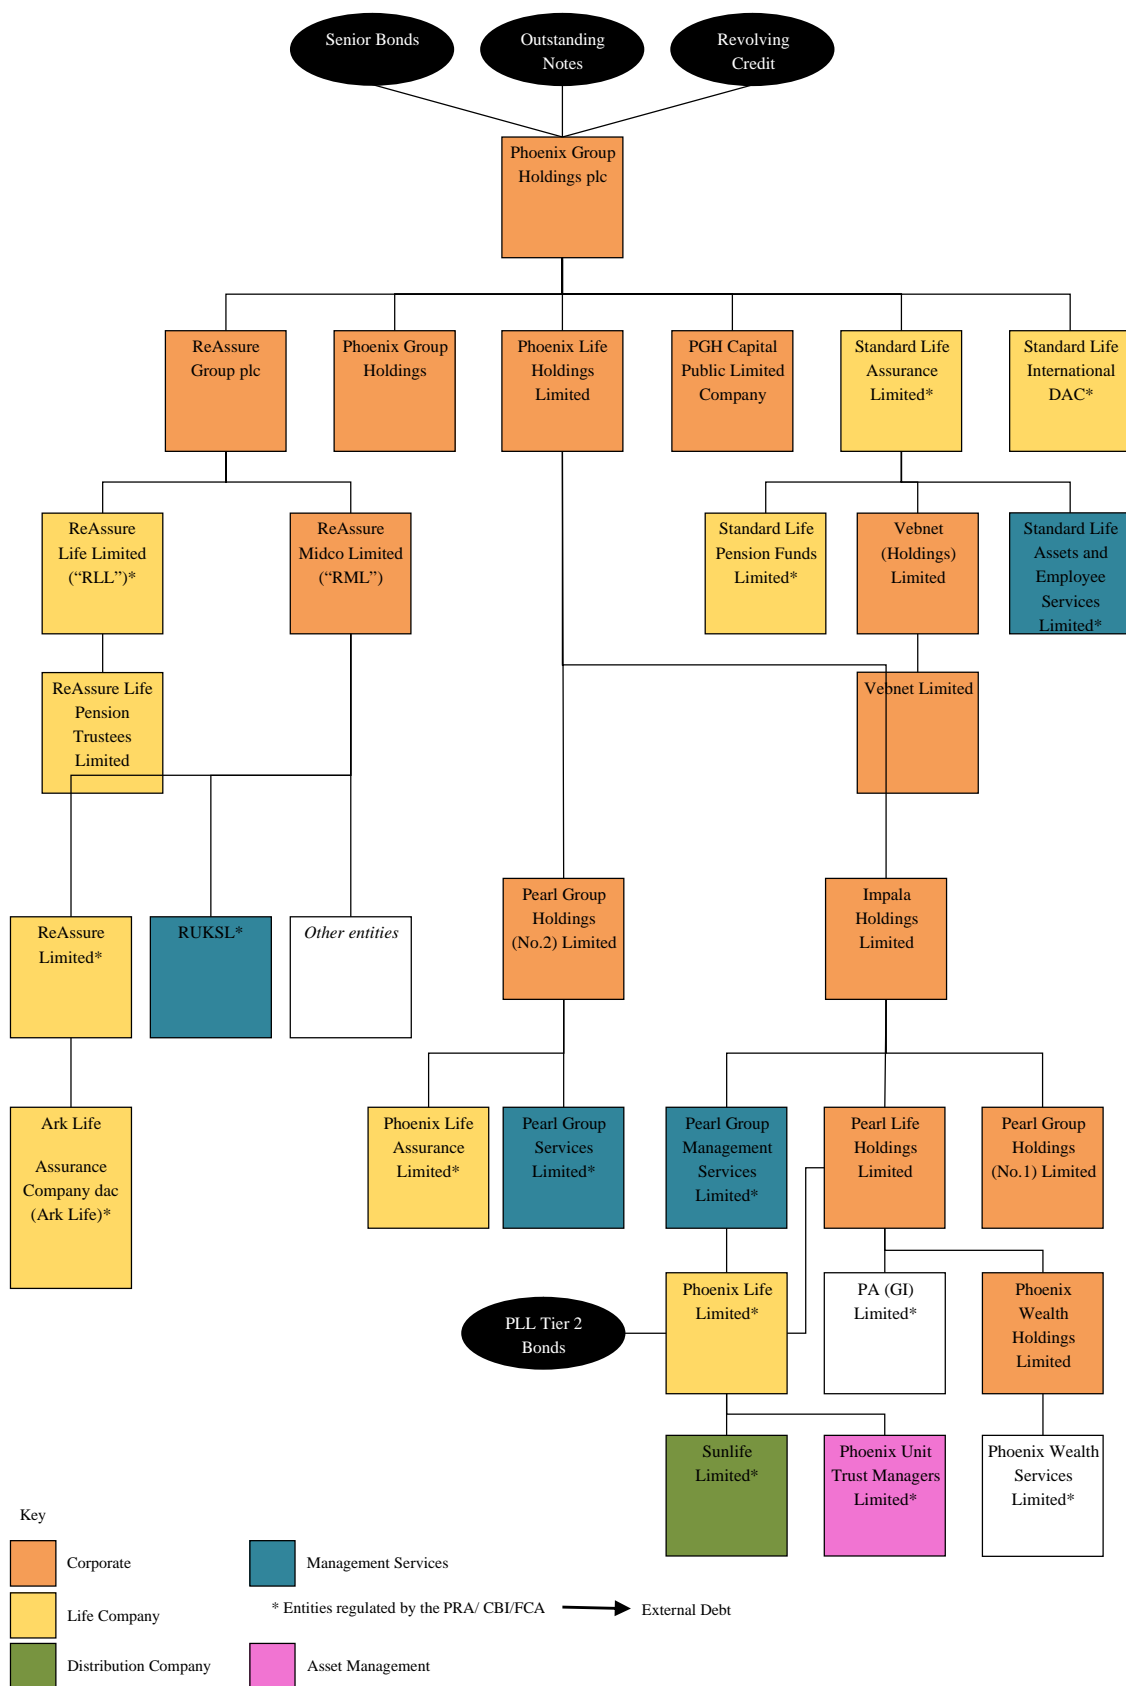 Senior Bonds
Outstanding
Notes
Revolving
Credit
Phoenix Group
Holdings plc
ReAssure
Group plc
Phoenix Group
Holdings
Phoenix Life
Holdings
Limited
PGH Capital
Public Limited
Company
Standard Life
Assurance
Limited*
Standard Life
International
DAC*
ReAssure
Life Limited
(“RLL”)*
ReAssure
Midco Limited
(“RML”)
Standard Life
Pension Funds
Limited*
Vebnet
(Holdings)
Limited
Standard Life
Assets and
Employee
Services
Limited*
ReAssure Life
Pension
Trustees
Limited
Vebnet Limited
ReAssure
Limited*
RUKSL*
Other entities
Pearl Group
Holdings
(No.2) Limited
Impala
Holdings
Limited
Ark Life
Assurance
Company dac
(Ark Life)*
Phoenix Life
Assurance
Limited*
Pearl Group
Services
Limited*
Pearl Group
Management
Services
Limited*
Pearl Life
Holdings
Limited
Pearl Group
Holdings
(No.1) Limited
PLL Tier 2
Bonds
Phoenix Life
Limited*
PA (GI)
Limited*
Phoenix
Wealth
Holdings
Limited
Sunlife
Limited*
Phoenix Unit
Trust Managers
Limited*
Phoenix Wealth
Services
Limited*
Key
Corporate
Management Services
Life Company
* Entities regulated by the PRA/ CBI/FCA
External Debt
Distribution Company
Asset Management